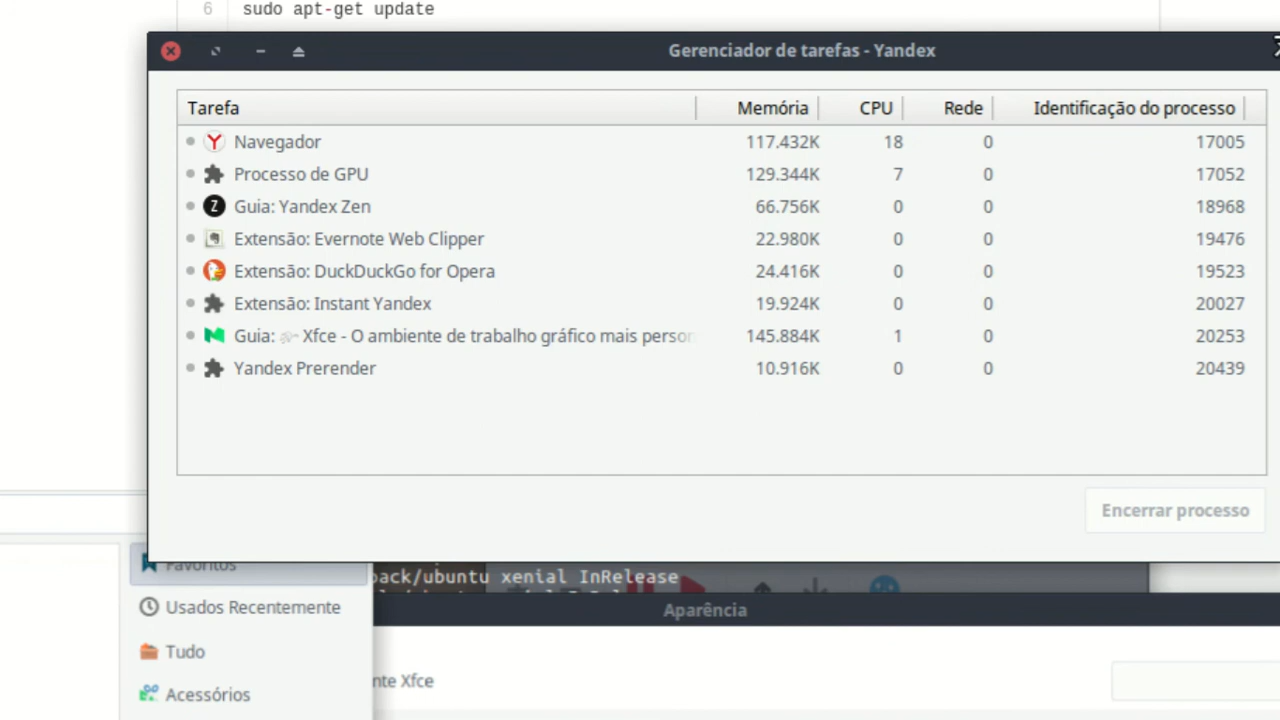 6 sudo apt-get update
Gerenciador de tarefas - Yandex
Tarefa Memória CPU Rede Identificação do processo
Navegador 117.432K 18 0 17005
Processo de GPU 129.344K 7 0 17052
Guia: Yandex Zen 66.756K 0 0 18968
Extensão: Evernote Web Clipper 22.980K 0 0 19476
Extensão: DuckDuckGo for Opera 24.416K 0 0 19523
Extensão: Instant Yandex 19.924K 0 0 20027
Guia: Xfce - O ambiente de trabalho gráfico mais person 145.884K 1 0 20253
Yandex Prerender 10.916K 0 0 20439
Encerrar processo
Favoritos
back/ubuntu xenial InRelease
Usados Recentemente
Aparência
Tudo
nte Xfce
Acessórios